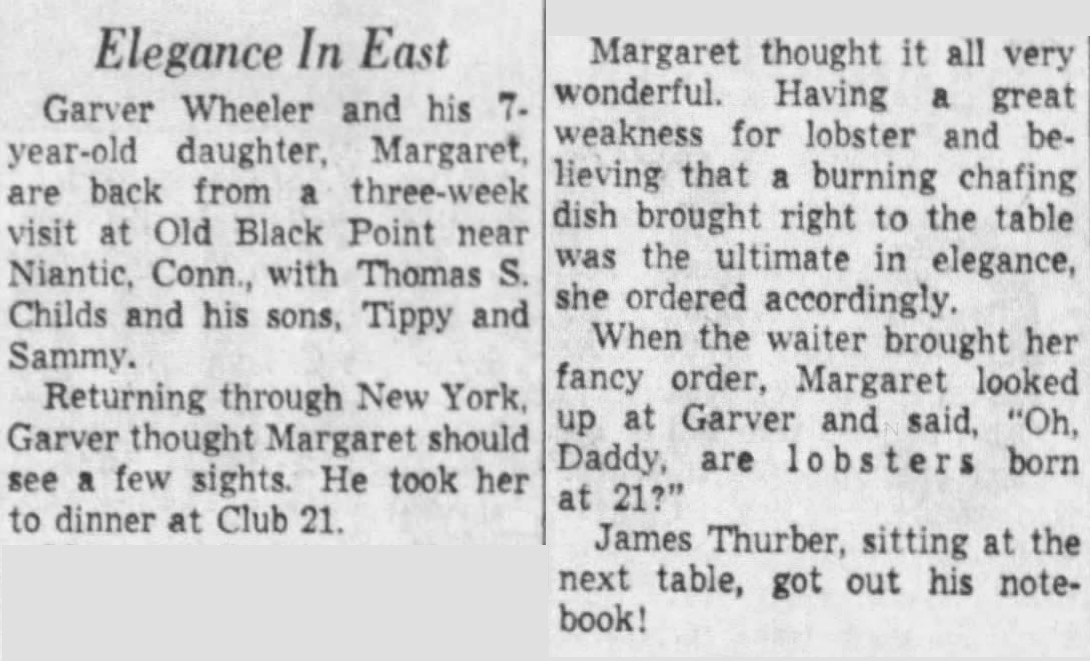 Elegance In East
Garver Wheeler and his 7-
year-old daughter, Margaret,
are back from a three-week
visit at Old Black Point near
Niantic, Conn., with Thomas S.
Childs and his sons, Tippy and
Sammy.
Returning through New York,
Garver thought Margaret should
see a few sights. He took her
to dinner at Club 21.
Margaret thought it all very
wonderful. Having a great
weakness for lobster and be-
lieving that a burning chafing
dish brought right to the table
was the ultimate in elegance,
she ordered accordingly.
When the waiter brought her
fancy order, Margaret looked
up at Garver and said, “Oh,
Daddy, are lobsters born
at 21?”
James Thurber, sitting at the
next table, got out his note-
book!